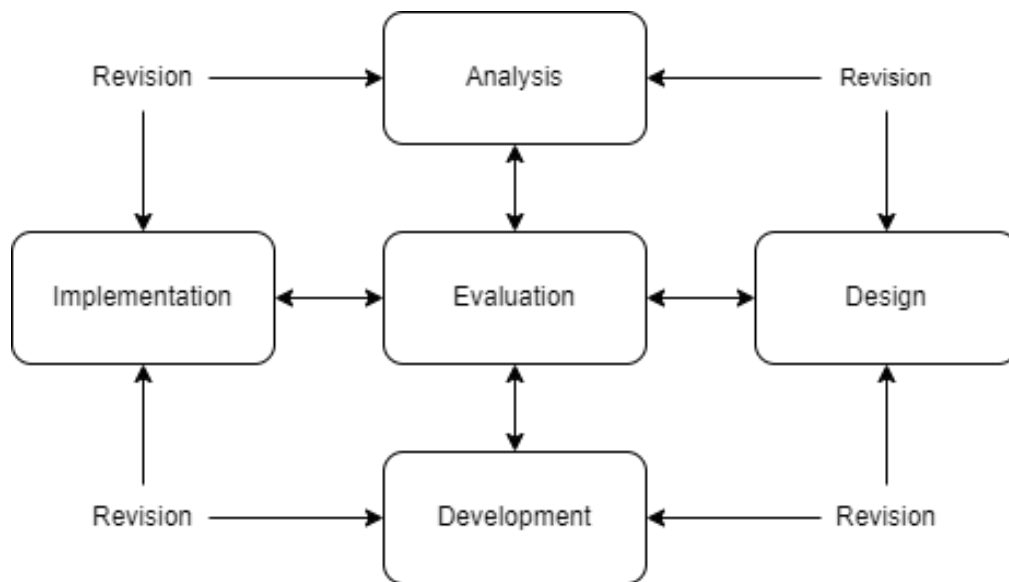 Revision
Analysis
Revision
Implementation
Evaluation
Design
Revision
Development
Revision